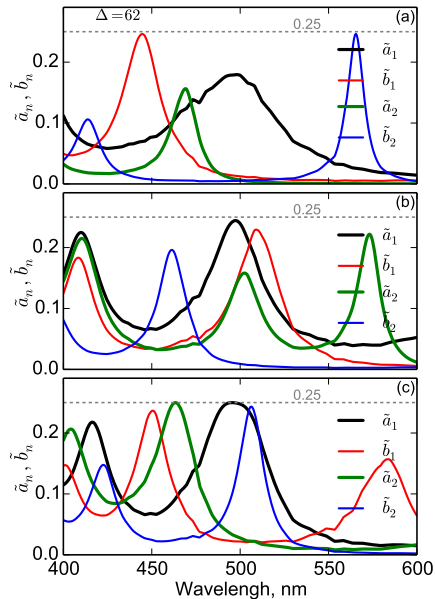 Δ=62
0.25
(a)
ã₁
b̃₁
ã₂
b̃₂
ãₙ, b̃ₙ
0.2
0.1
0.0
0.25
(b)
ã₁
b̃₁
ã₂
b̃₂
ãₙ, b̃ₙ
0.2
0.1
0.0
0.25
(c)
ã₁
b̃₁
ã₂
b̃₂
ãₙ, b̃ₙ
0.2
0.1
0.0
400 450 500 550 600
Wavelengh, nm